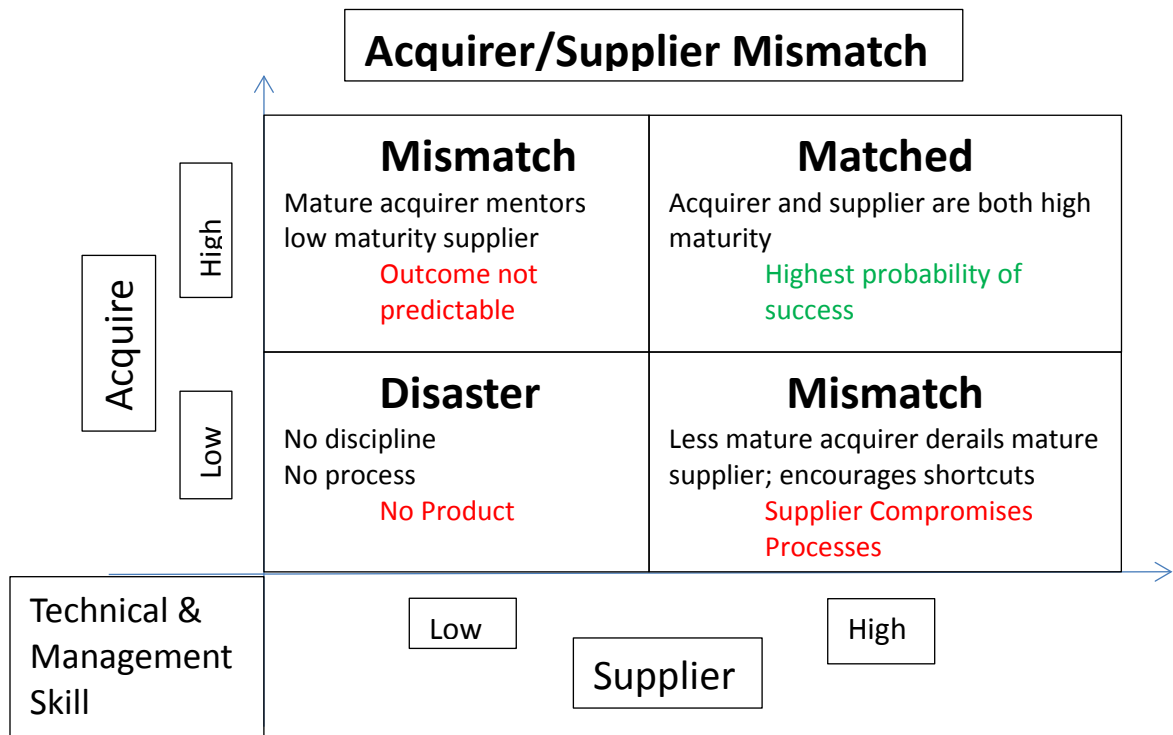 Acquirer/Supplier Mismatch
Mismatch
Mature acquirer mentors
low maturity supplier
Outcome not
predictable
Matched
Acquirer and supplier are both high
maturity
Highest probability of
success
High
Acquire
Low
Disaster
No discipline
No process
No Product
Mismatch
Less mature acquirer derails mature
supplier; encourages shortcuts
Supplier Compromises
Processes
Technical &
Management
Skill
Low
High
Supplier